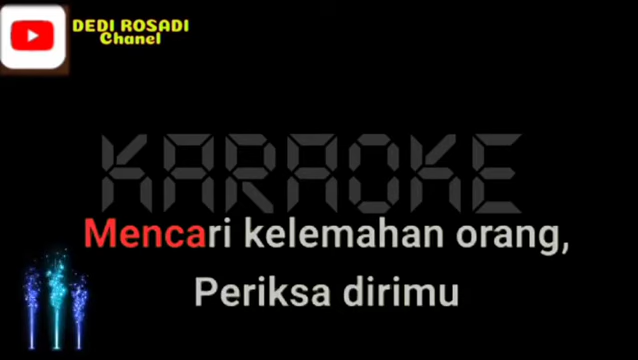 DEDI ROSADI
Chanel
KARAOKE
Mencari kelemahan orang,
Periksa dirimu